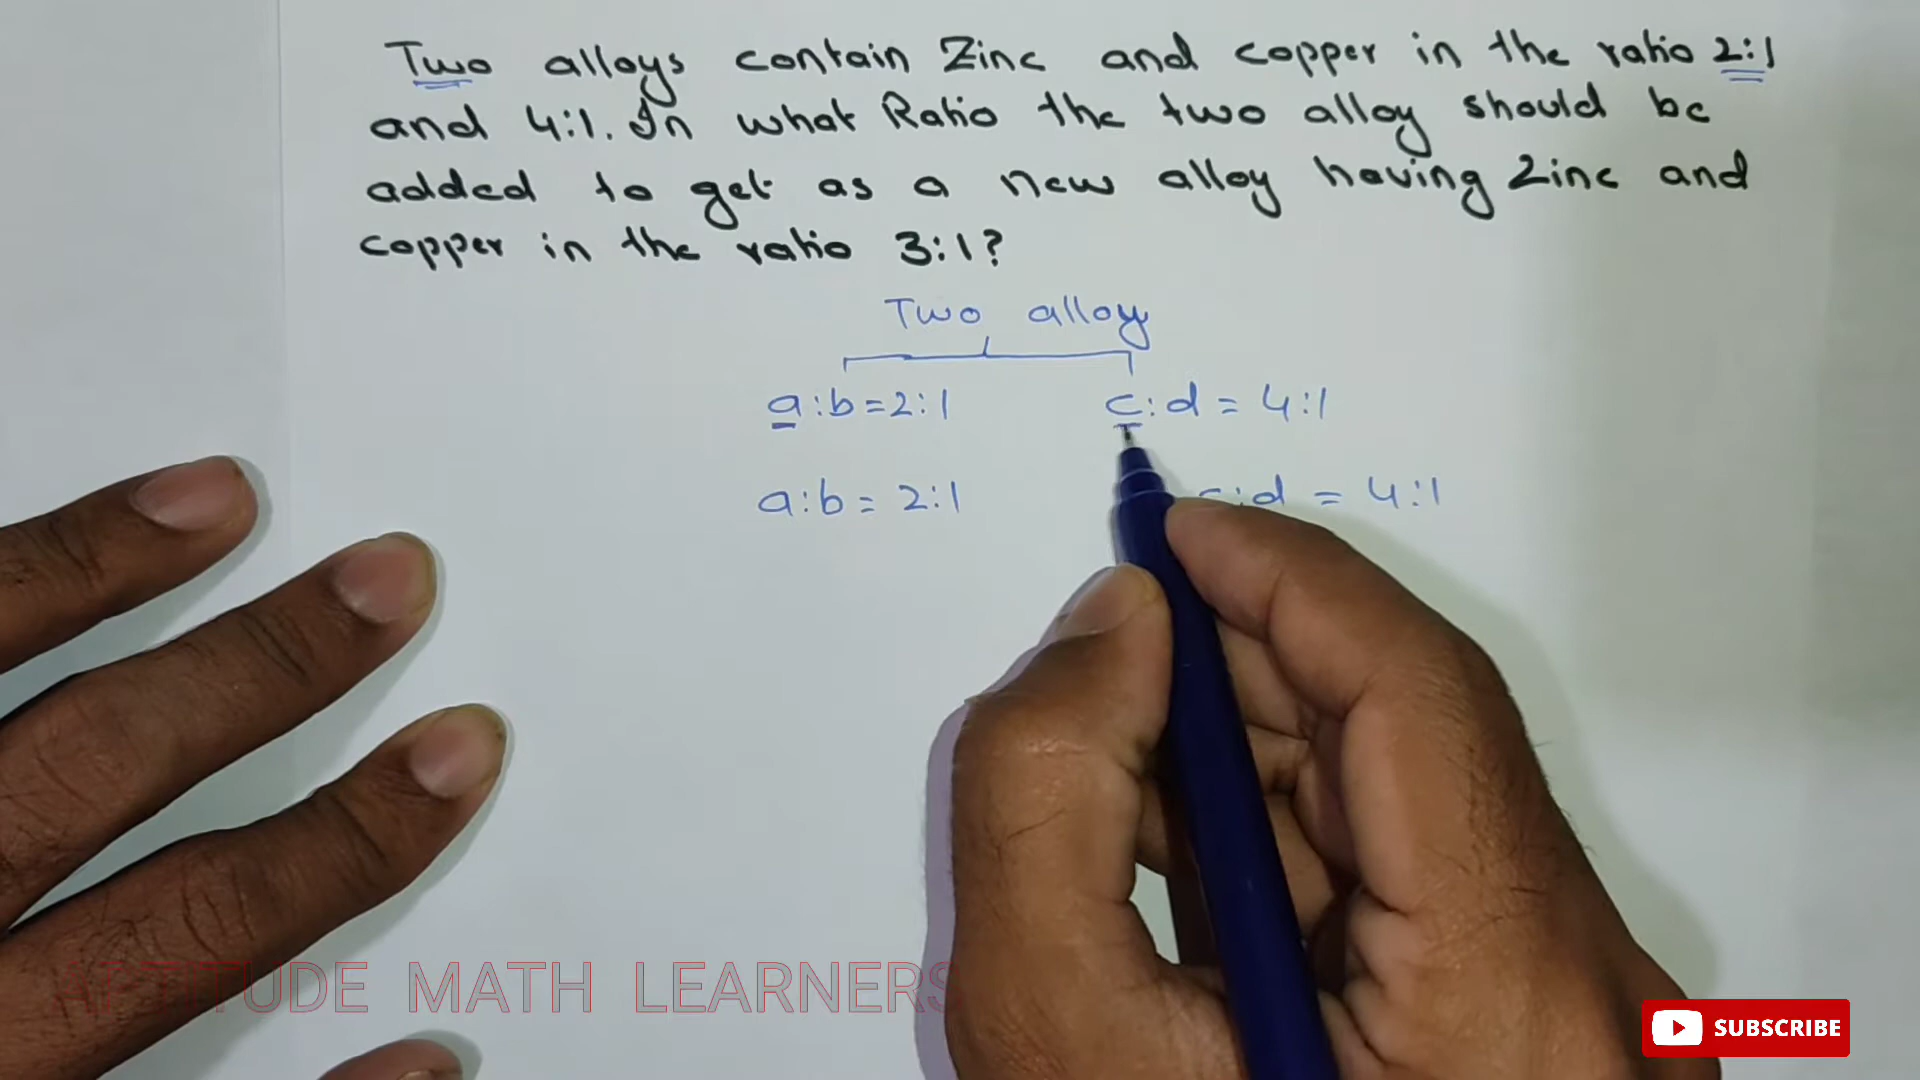 Two alloys contain Zinc and copper in the ratio 2:1
and 4:1. In what Ratio the two alloy should be
added to get as a new alloy having Zinc and
copper in the ratio 3:1?
Two alloy
a:b=2:1 c:d = 4:1
a:b= 2:1 c:d = 4:1
APTITUDE MATH LEARNERS
SUBSCRIBE